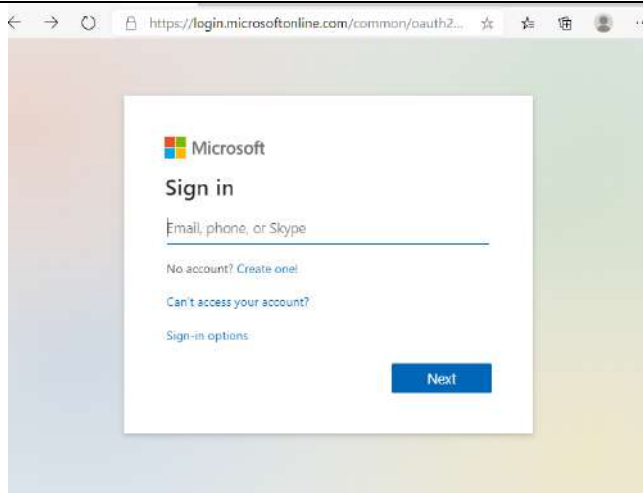 https://login.microsoftonline.com/common/oauth2...
Microsoft
Sign in
Email, phone, or Skype
No account? Create one!
Can't access your account?
Sign-in options
Next